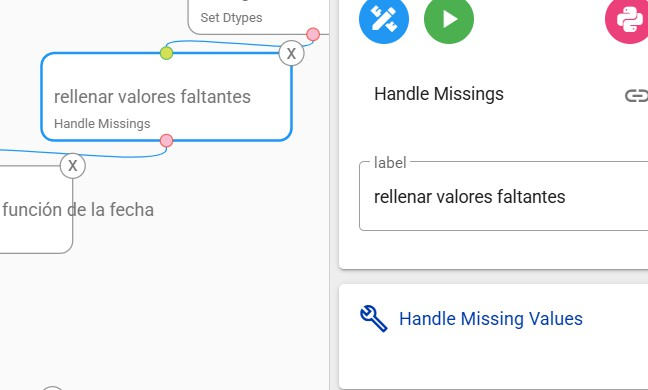 Set Dtypes
X
rellenar valores faltantes
Handle Missings
X
función de la fecha
Handle Missings
label
rellenar valores faltantes
Handle Missing Values